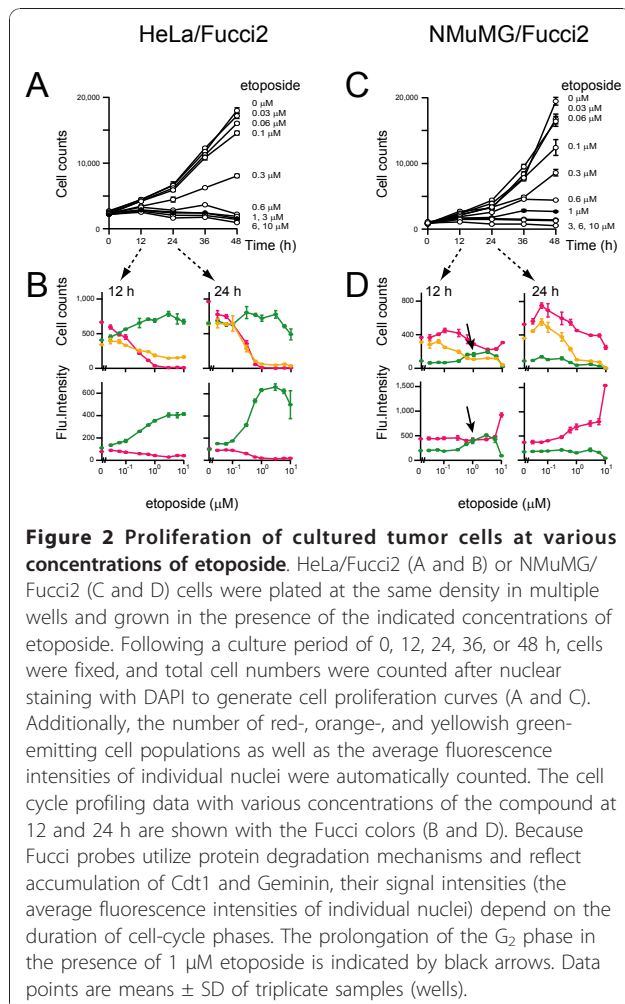 HeLa/Fucci2
NMuMG/Fucci2
A
etoposide
20,000
10,000
0
Cell counts
0 µM
0.03 µM
0.06 µM
0.1 µM
0.3 µM
0.6 µM
1, 3 µM
6, 10 µM
0 12 24 36 48
Time (h)
C
etoposide
20,000
10,000
0
Cell counts
0 µM
0.03 µM
0.06 µM
0.1 µM
0.3 µM
0.6 µM
1 µM
3, 6, 10 µM
0 12 24 36 48
Time (h)
B
12 h
24 h
1,000
500
0
Cell counts
600
400
200
0
Flu.Intensity
0 10⁻¹ 10⁰ 10¹
0 10⁻¹ 10⁰ 10¹
etoposide (µM)
D
12 h
24 h
800
400
0
Cell counts
1,500
1,000
500
0
Flu.Intensity
0 10⁻¹ 10⁰ 10¹
0 10⁻¹ 10⁰ 10¹
etoposide (µM)
Figure 2 Proliferation of cultured tumor cells at various
concentrations of etoposide. HeLa/Fucci2 (A and B) or NMuMG/
Fucci2 (C and D) cells were plated at the same density in multiple
wells and grown in the presence of the indicated concentrations of
etoposide. Following a culture period of 0, 12, 24, 36, or 48 h, cells
were fixed, and total cell numbers were counted after nuclear
staining with DAPI to generate cell proliferation curves (A and C).
Additionally, the number of red-, orange-, and yellowish green-
emitting cell populations as well as the average fluorescence
intensities of individual nuclei were automatically counted. The cell
cycle profiling data with various concentrations of the compound at
12 and 24 h are shown with the Fucci colors (B and D). Because
Fucci probes utilize protein degradation mechanisms and reflect
accumulation of Cdt1 and Geminin, their signal intensities (the
average fluorescence intensities of individual nuclei) depend on the
duration of cell-cycle phases. The prolongation of the G₂ phase in
the presence of 1 µM etoposide is indicated by black arrows. Data
points are means ± SD of triplicate samples (wells).